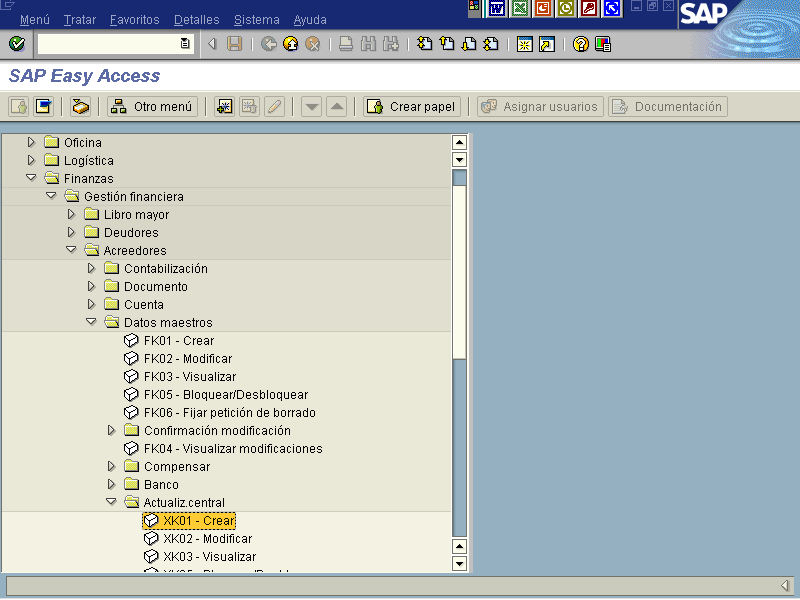 Menú Tratar Favoritos Detalles Sistema Ayuda
SAP
SAP Easy Access
Otro menú Crear papel Asignar usuarios Documentación
Oficina
Logística
Finanzas
Gestión financiera
Libro mayor
Deudores
Acreedores
Contabilización
Documento
Cuenta
Datos maestros
FK01 - Crear
FK02 - Modificar
FK03 - Visualizar
FK05 - Bloquear/Desbloquear
FK06 - Fijar petición de borrado
Confirmación modificación
FK04 - Visualizar modificaciones
Compensar
Banco
Actualiz.central
XK01 - Crear
XK02 - Modificar
XK03 - Visualizar